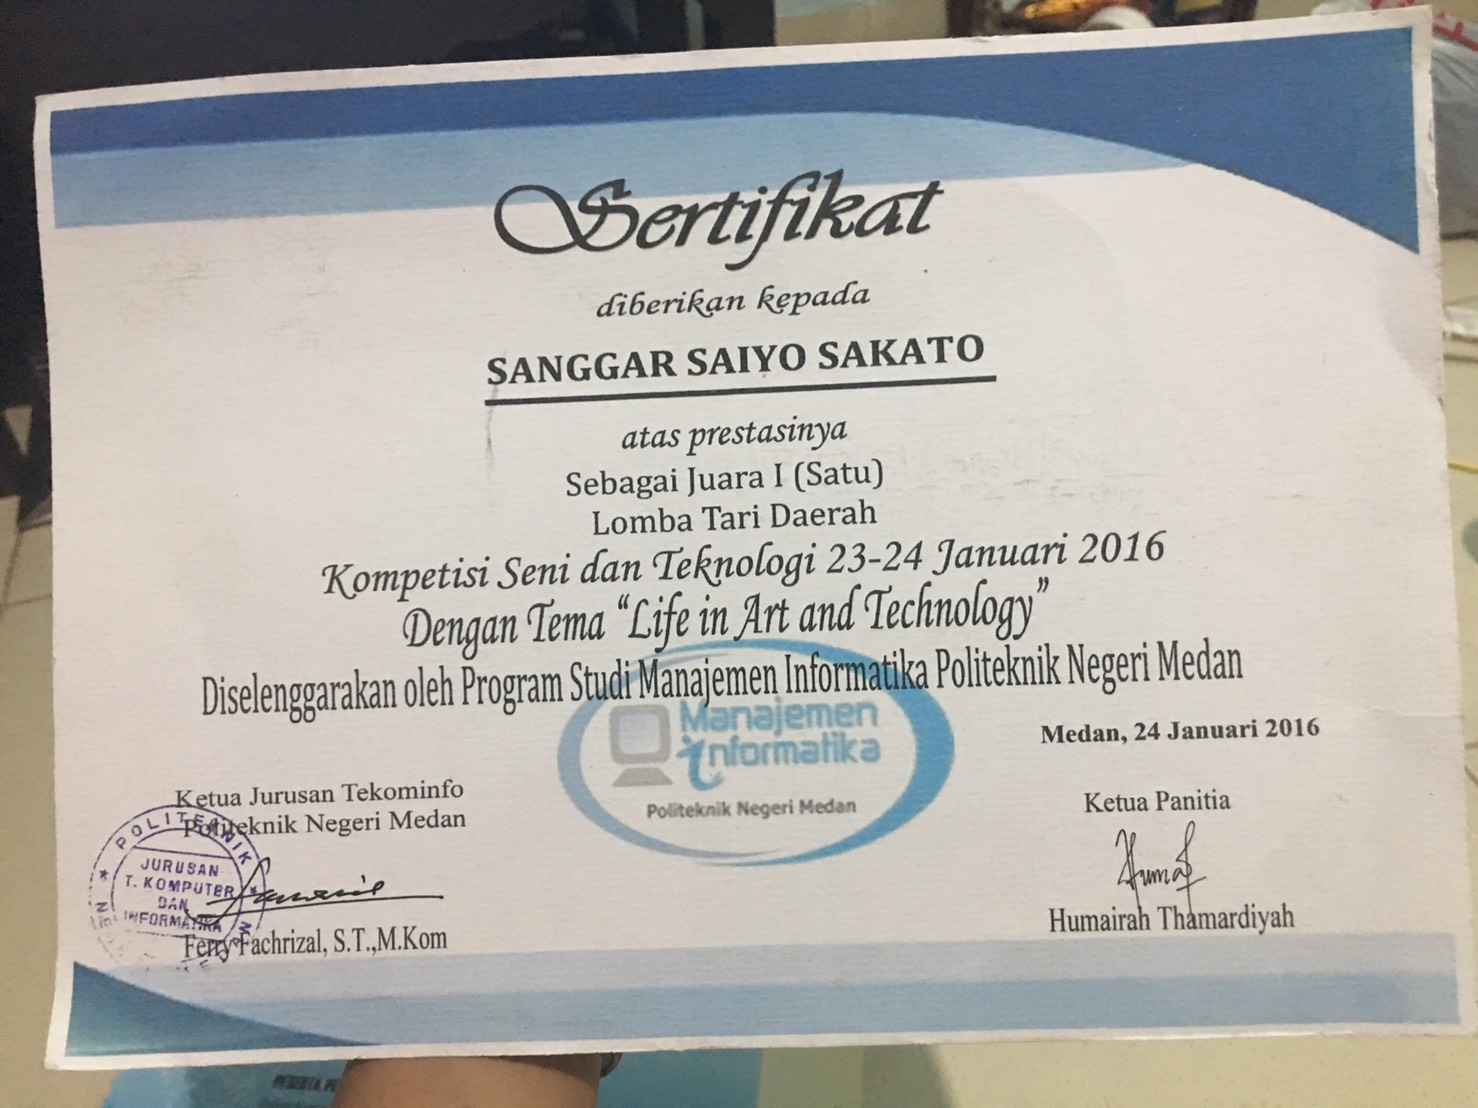 Sertifikat
diberikan kepada
SANGGAR SAIYO SAKATO
atas prestasinya
Sebagai Juara I (Satu)
Lomba Tari Daerah
Kompetisi Seni dan Teknologi 23-24 Januari 2016
Dengan Tema “Life in Art and Technology”
Diselenggarakan oleh Program Studi Manajemen Informatika Politeknik Negeri Medan
Manajemen
informatika
Politeknik Negeri Medan
Medan, 24 Januari 2016
Ketua Jurusan Tekominfo
Politeknik Negeri Medan
POLITEKNIK
JURUSAN
T. KOMPUTER
DAN
INFORMATIKA
Ferry Fachrizal, S.T.,M.Kom
Ketua Panitia
Humairah Thamardiyah
PESERTA